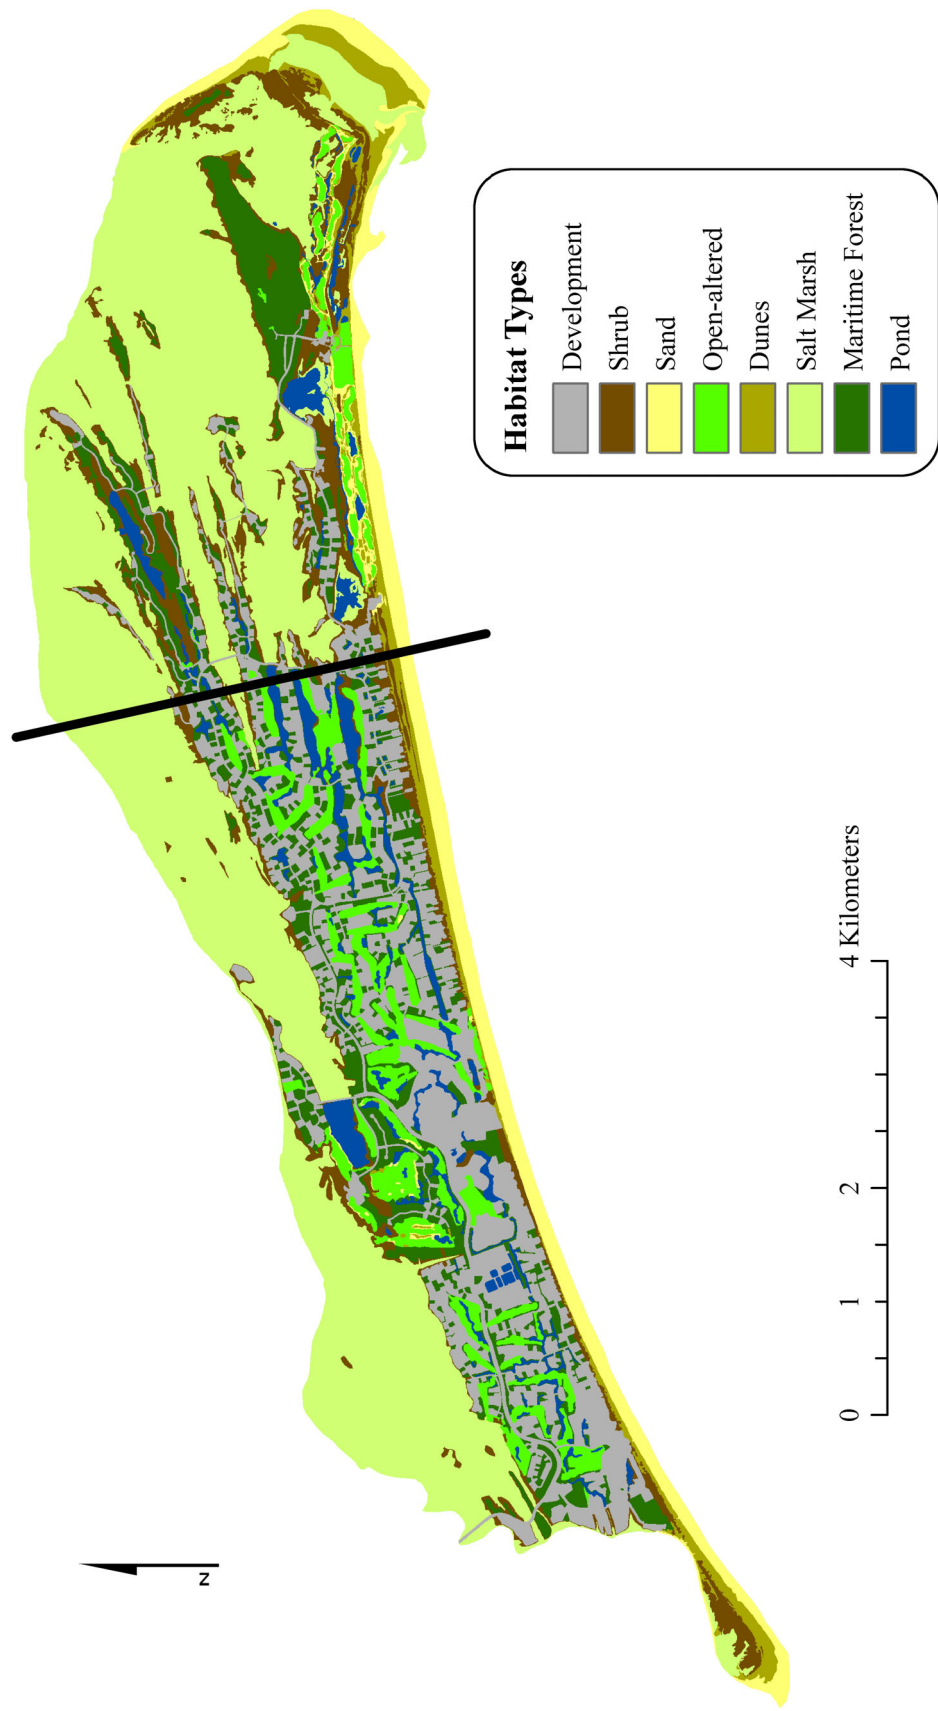 Habitat Types
Development
Shrub
Sand
Open-altered
Dunes
Salt Marsh
Maritime Forest
Pond
0 1 2 4 Kilometers
N